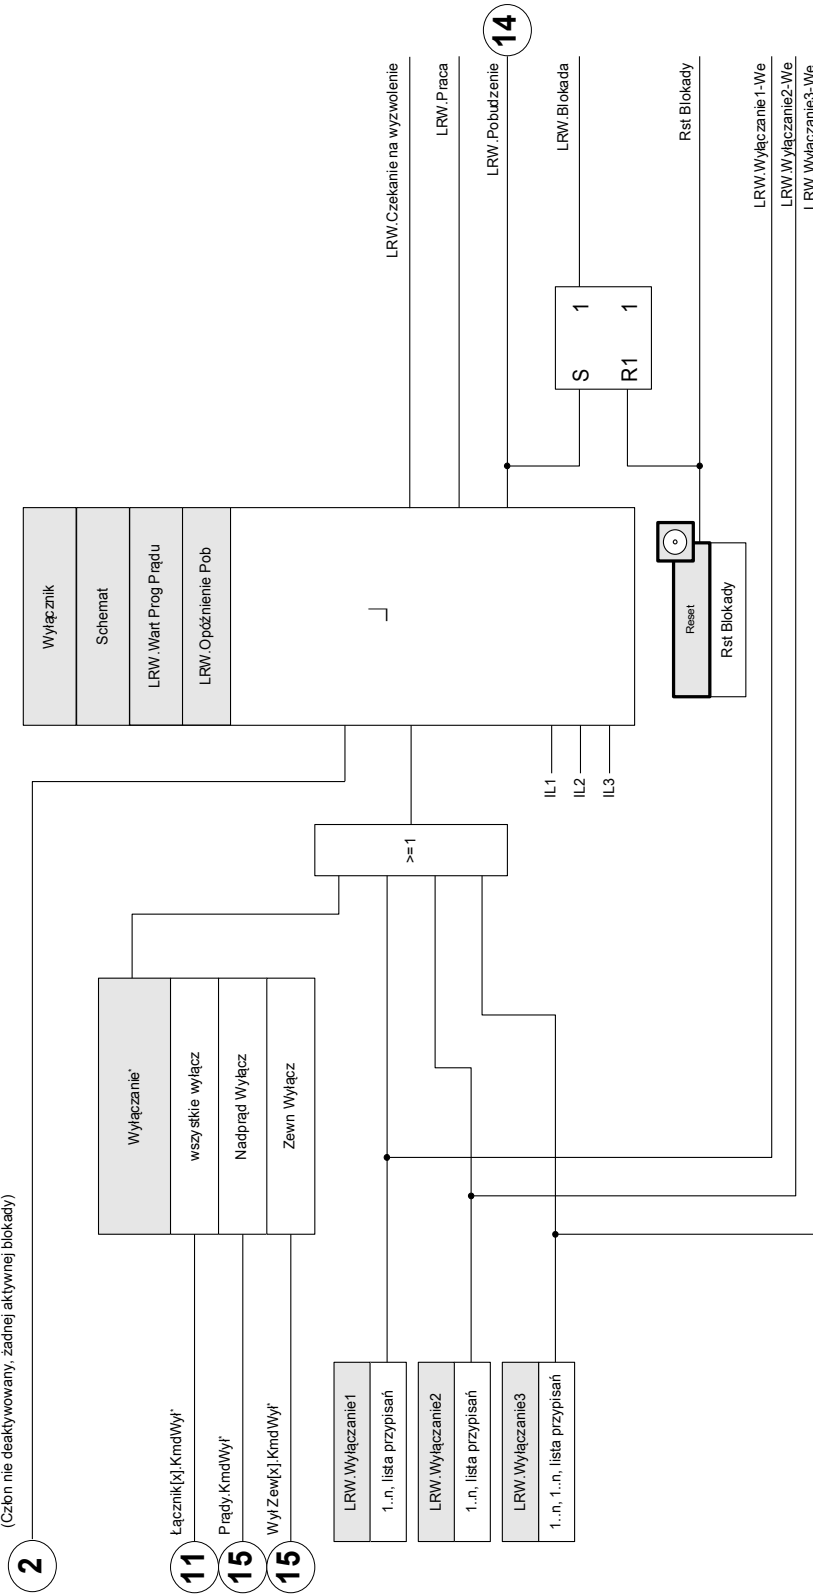 (Człon nie deaktywowany, żadnej aktywnej blokady)
2
Wyłącznik
Schemat
LRW.Wart Prog Prądu
LRW.Opóźnienie Pob
Łącznik[x].KmdWył*
11
Prądy.KmdWył*
15
WyłZew[x].KmdWył*
15
Wyłączanie*
wszystkie wyłącz
Nadprąd Wyłącz
Zewn Wyłącz
>=1
LRW.Wyłączanie1
1..n, lista przypisań
LRW.Wyłączanie2
1..n, lista przypisań
LRW.Wyłączanie3
1..n, 1..n, lista przypisań
IL1
IL2
IL3
LRW.Czekanie na wyzwolenie
LRW.Praca
LRW.Pobudzenie
14
LRW.Blokada
S 1
R1 1
Rst Blokady
Reset
Rst Blokady
LRW.Wyłączanie1-We
LRW.Wyłączanie2-We
LRW.Wyłączanie3-We